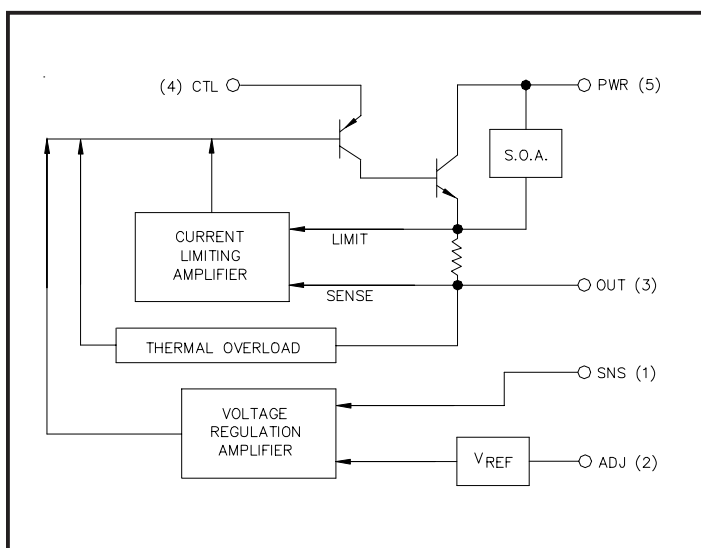 (4) CTL
PWR (5)
S.O.A.
CURRENT
LIMITING
AMPLIFIER
LIMIT
SENSE
OUT (3)
THERMAL OVERLOAD
SNS (1)
VOLTAGE
REGULATION
AMPLIFIER
VREF
ADJ (2)